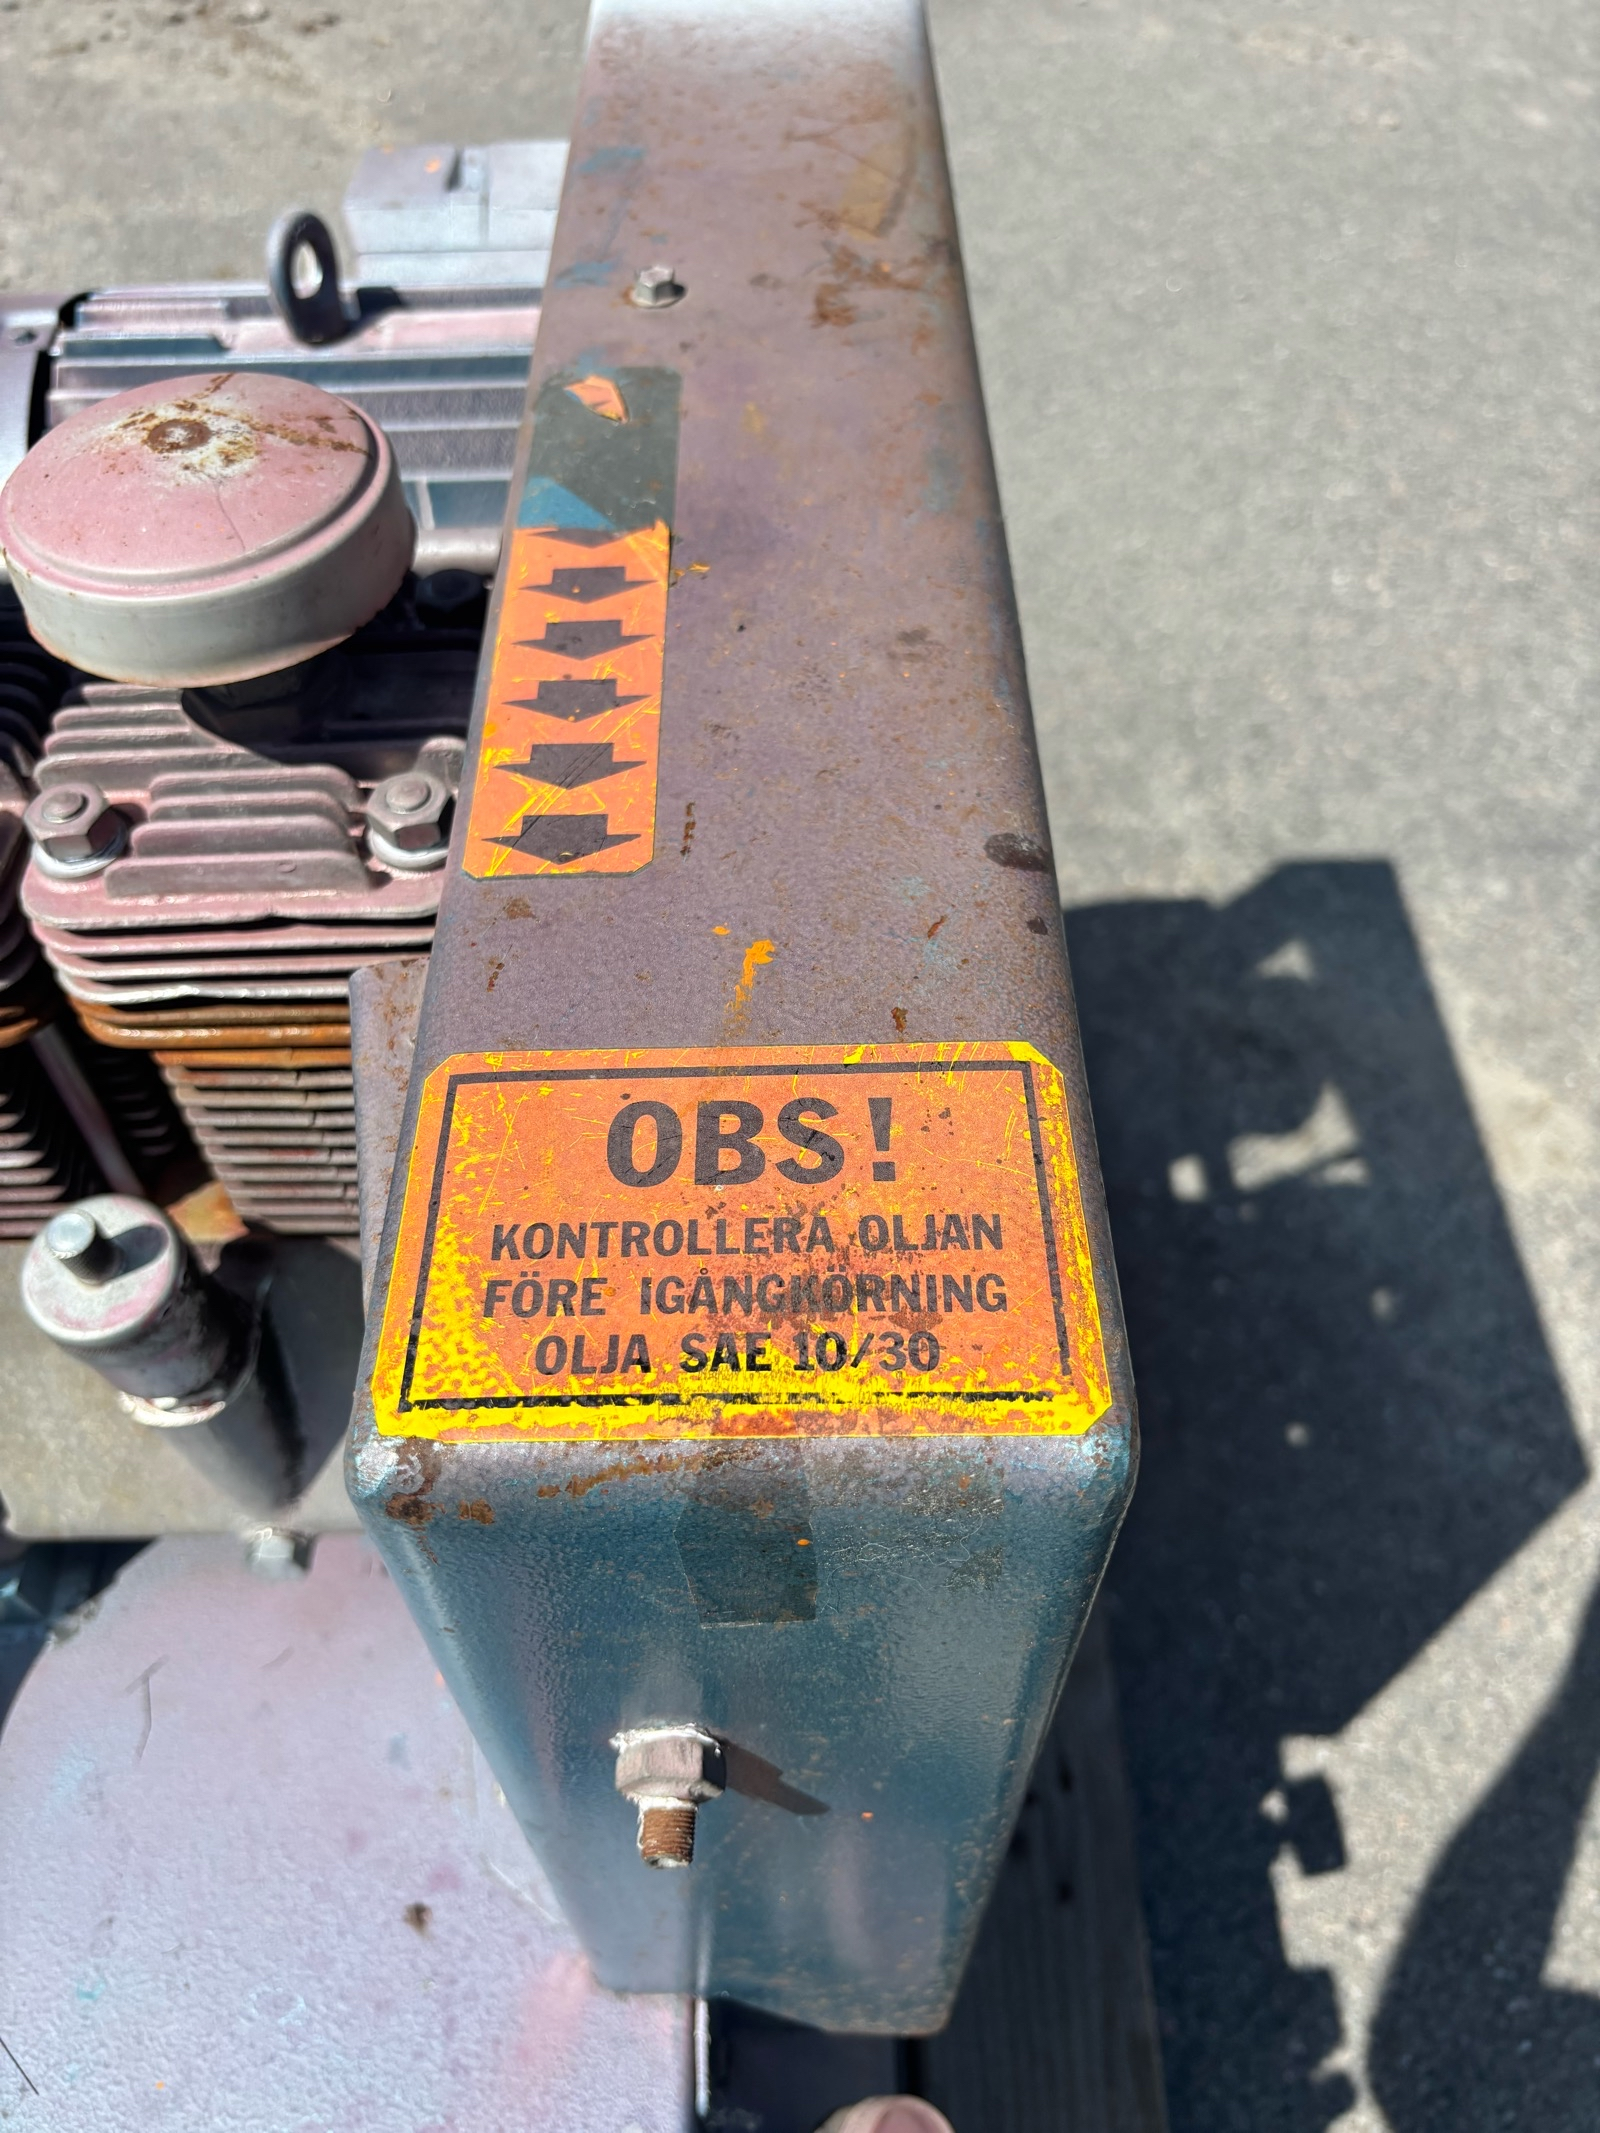 OBS!
KONTROLLERA OLJAN
FÖRE IGÅNGKÖRNING
OLJA SAE 10/30